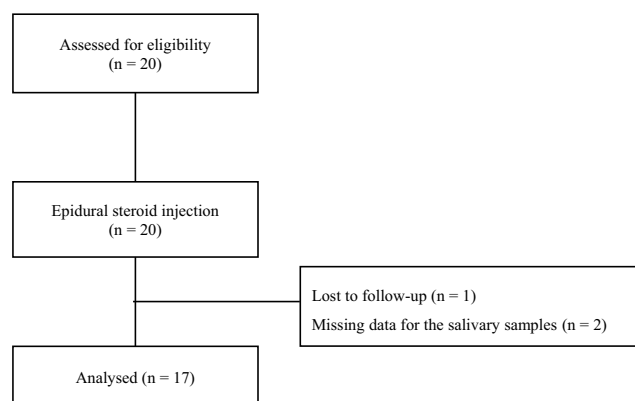 Assessed for eligibility
(n = 20)
Epidural steroid injection
(n = 20)
Lost to follow-up (n = 1)
Missing data for the salivary samples (n = 2)
Analysed (n = 17)